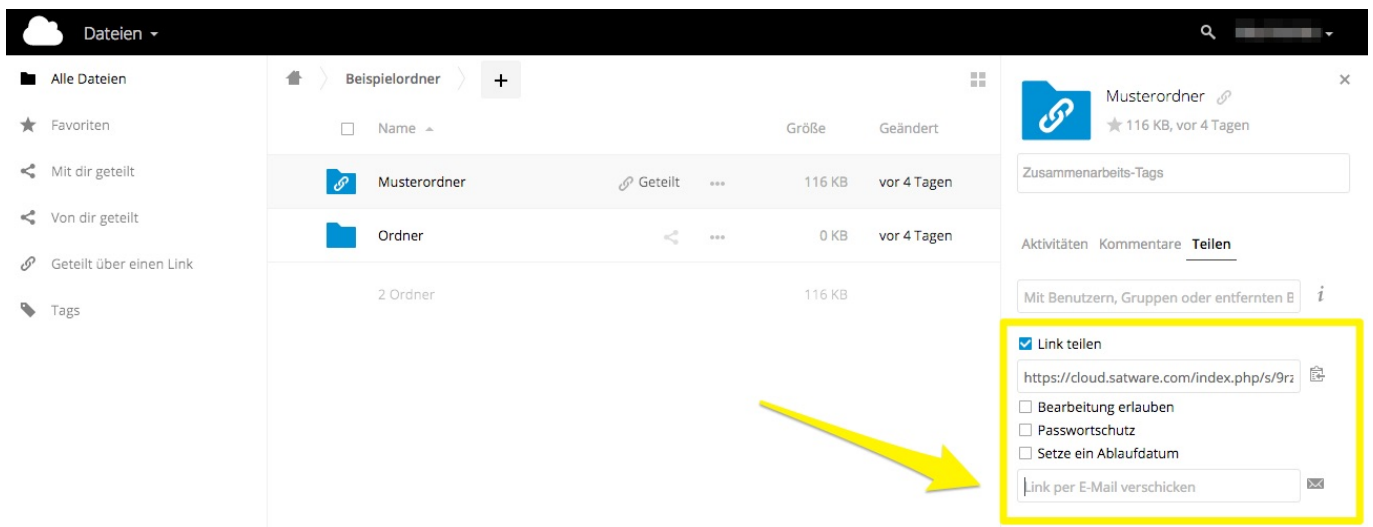 Dateien
Alle Dateien
Favoriten
Mit dir geteilt
Von dir geteilt
Geteilt über einen Link
Tags
Beispielordner
+
Name Größe Geändert
Musterordner Geteilt ... 116 KB vor 4 Tagen
Ordner ... 0 KB vor 4 Tagen
2 Ordner 116 KB
Musterordner
116 KB, vor 4 Tagen
Zusammenarbeits-Tags
Aktivitäten Kommentare Teilen
Mit Benutzern, Gruppen oder entfernten B
i
Link teilen
https://cloud.satware.com/index.php/s/9rz
Bearbeitung erlauben
Passwortschutz
Setze ein Ablaufdatum
Link per E-Mail verschicken